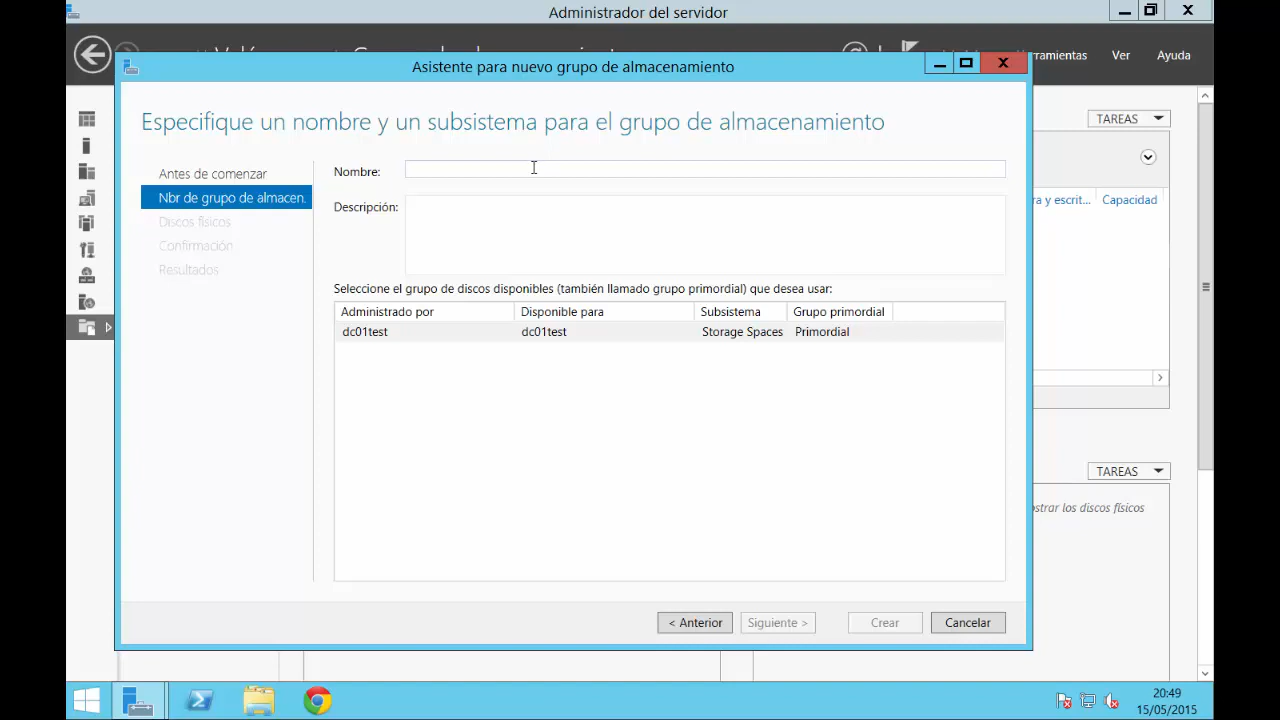 Administrador del servidor
Herramientas Ver Ayuda
Asistente para nuevo grupo de almacenamiento
Especifique un nombre y un subsistema para el grupo de almacenamiento
TAREAS
Antes de comenzar
Nbr de grupo de almacen.
Discos físicos
Confirmación
Resultados
Nombre:
Descripción:
ra y escrit... Capacidad
Seleccione el grupo de discos disponibles (también llamado grupo primordial) que desea usar:
Administrado por Disponible para Subsistema Grupo primordial
dc01test dc01test Storage Spaces Primordial
TAREAS
ostrar los discos físicos
< Anterior Siguiente > Crear Cancelar
20:49
15/05/2015